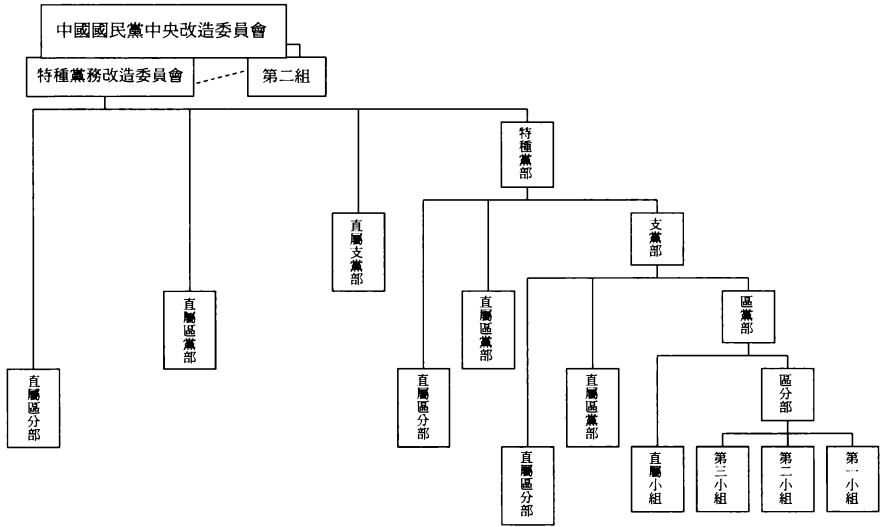 中國國民黨中央改造委員會
特種黨務改造委員會
第二組
特種黨部
直屬支黨部
支黨部
直屬區黨部
直屬區黨部
區黨部
直屬區分部
直屬區分部
直屬區黨部
區分部
直屬區分部
直屬小組
第三小組
第二小組
第一小組